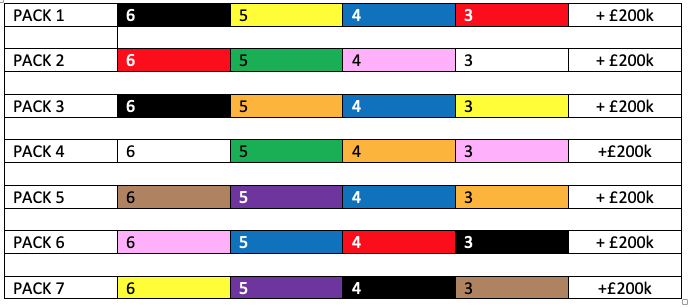 PACK 1 6 5 4 3 + £200k
PACK 2 6 5 4 3 + £200k
PACK 3 6 5 4 3 + £200k
PACK 4 6 5 4 3 +£200k
PACK 5 6 5 4 3 + £200k
PACK 6 6 5 4 3 + £200k
PACK 7 6 5 4 3 +£200k